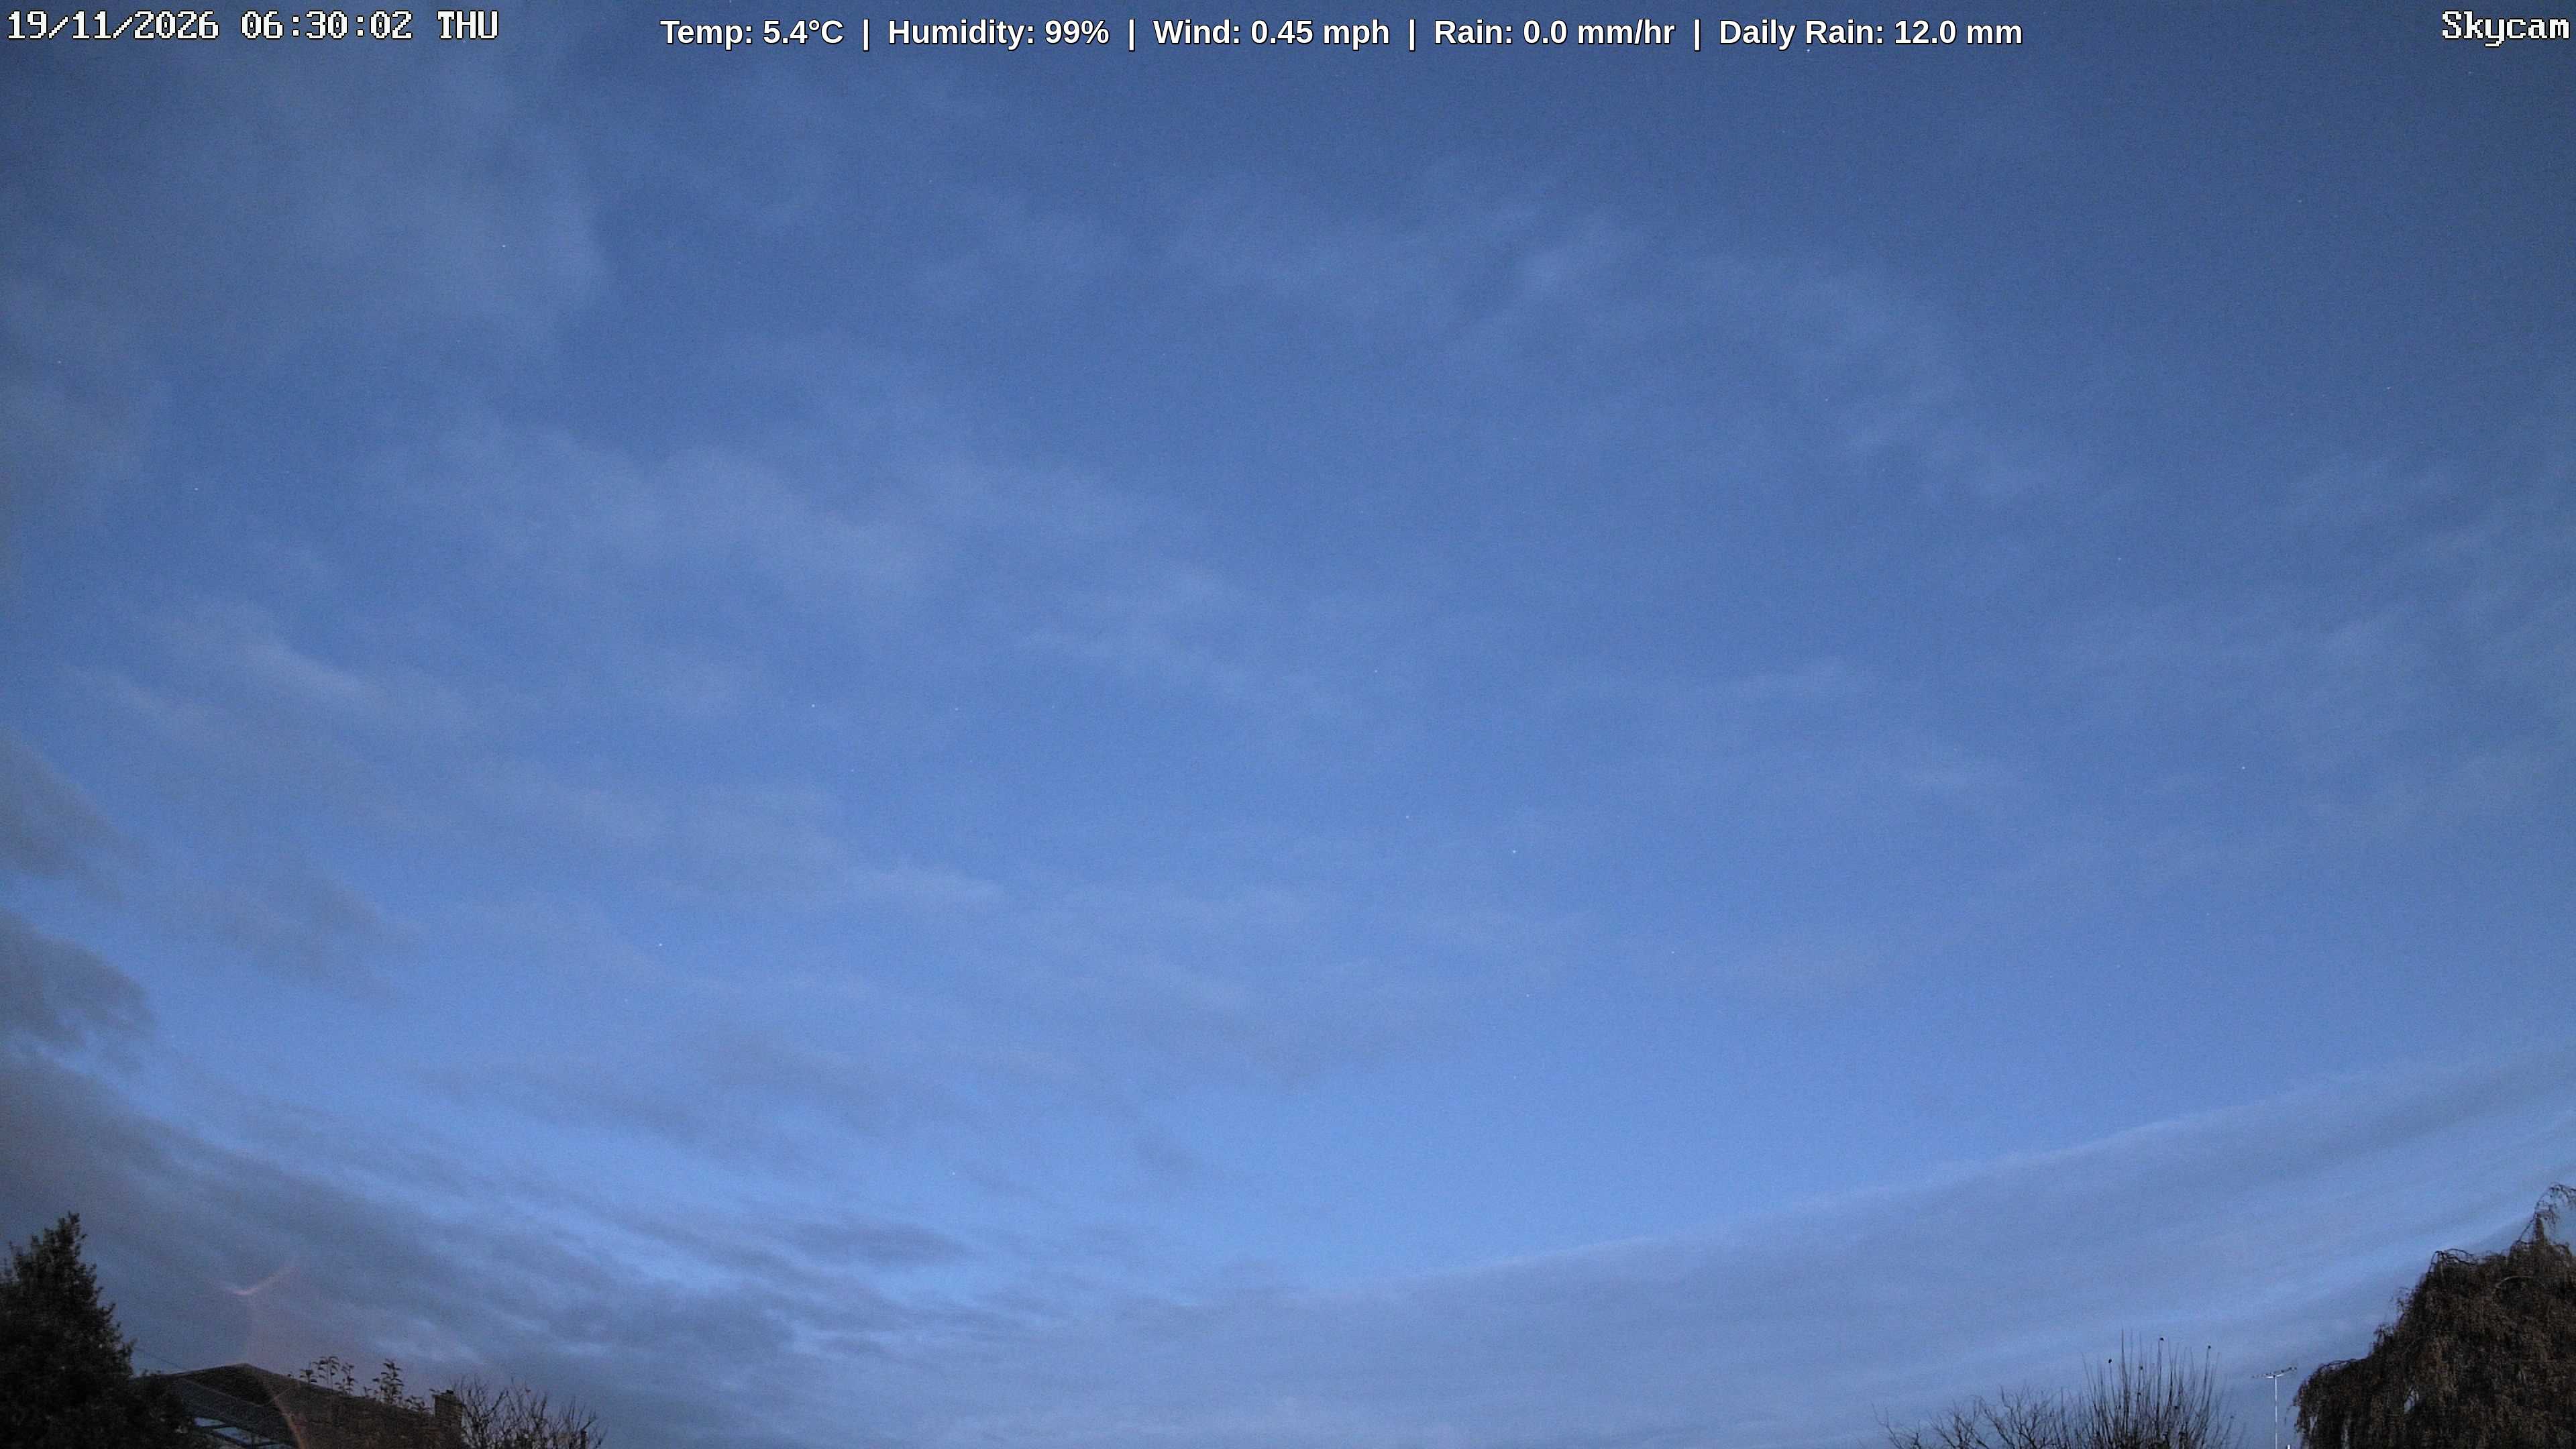 19/11/2026 06:30:02 THU
Temp: 5.4°C | Humidity: 99% | Wind: 0.45 mph | Rain: 0.0 mm/hr | Daily Rain: 12.0 mm
Skycam